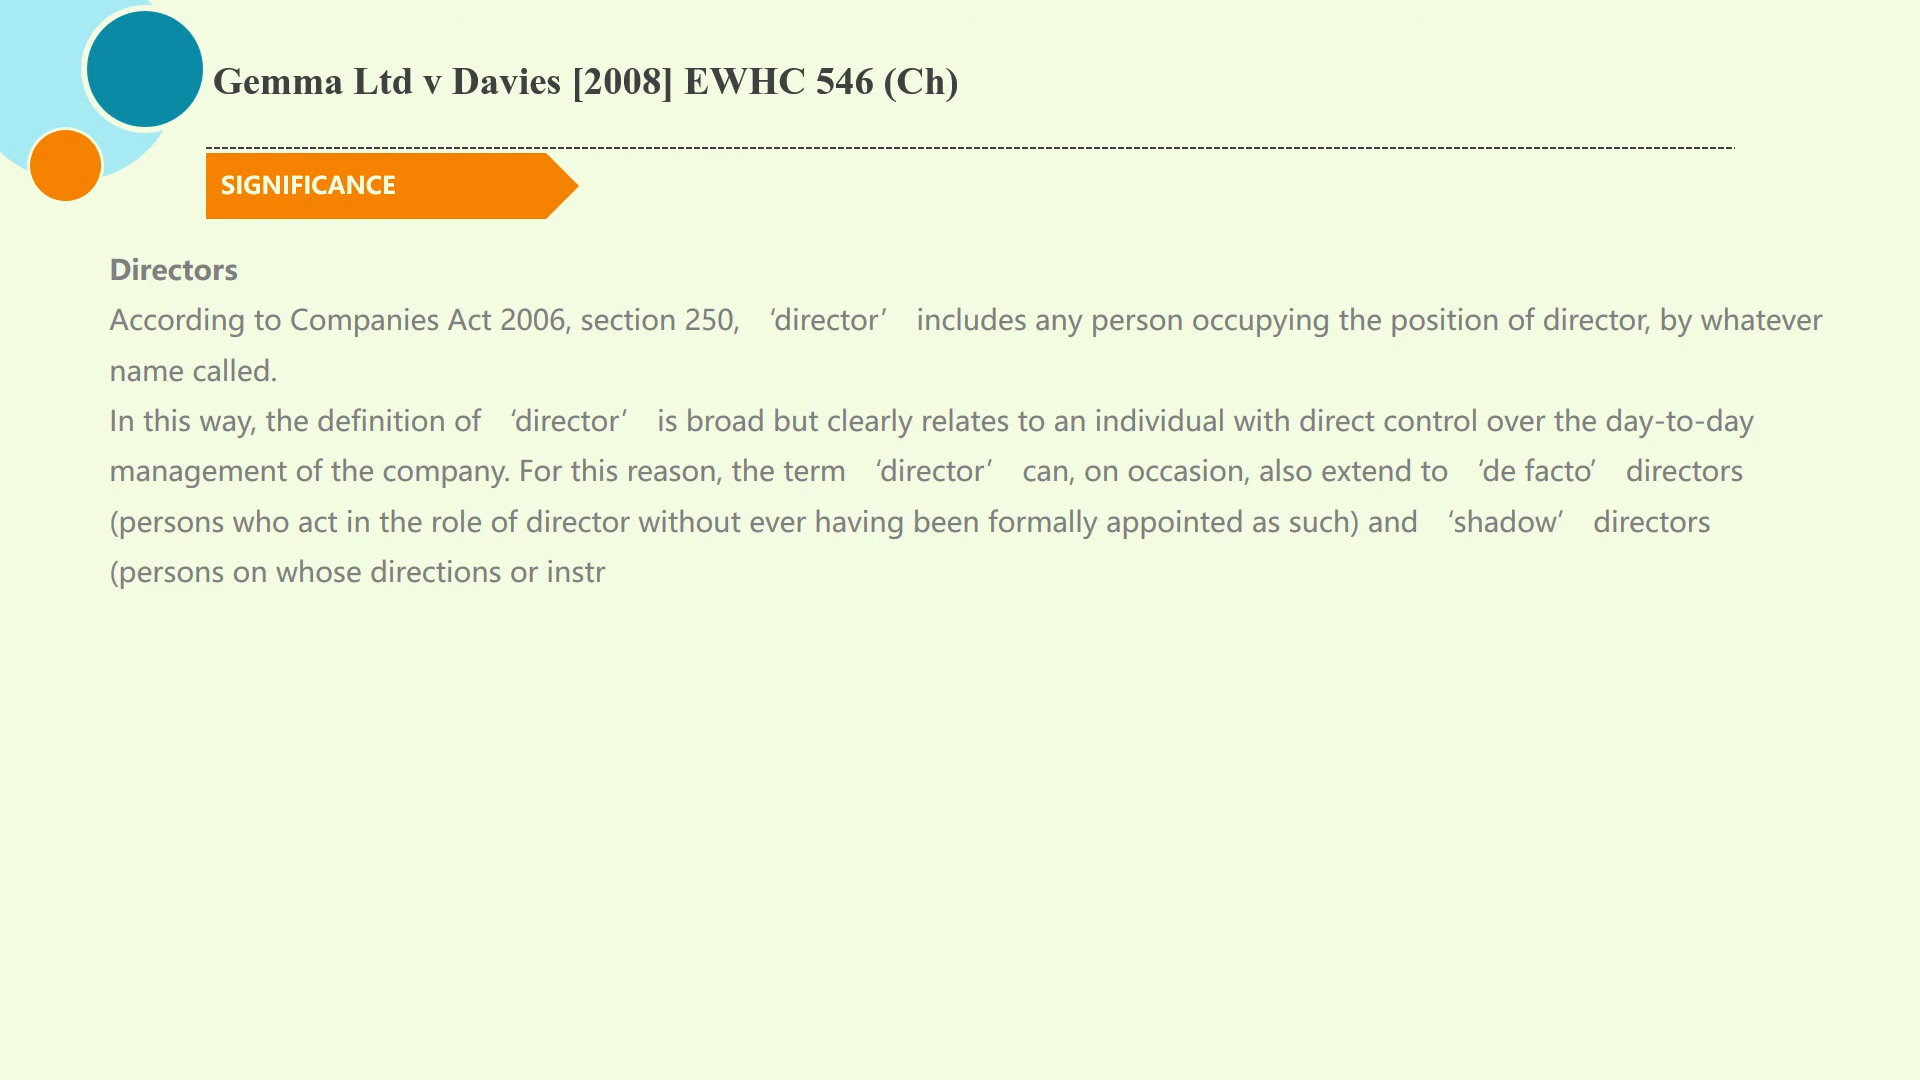 Gemma Ltd v Davies [2008] EWHC 546 (Ch)
SIGNIFICANCE
Directors
According to Companies Act 2006, section 250, ‘director’ includes any person occupying the position of director, by whatever
name called.
In this way, the definition of ‘director’ is broad but clearly relates to an individual with direct control over the day-to-day
management of the company. For this reason, the term ‘director’ can, on occasion, also extend to ‘de facto’ directors
(persons who act in the role of director without ever having been formally appointed as such) and ‘shadow’ directors
(persons on whose directions or instr